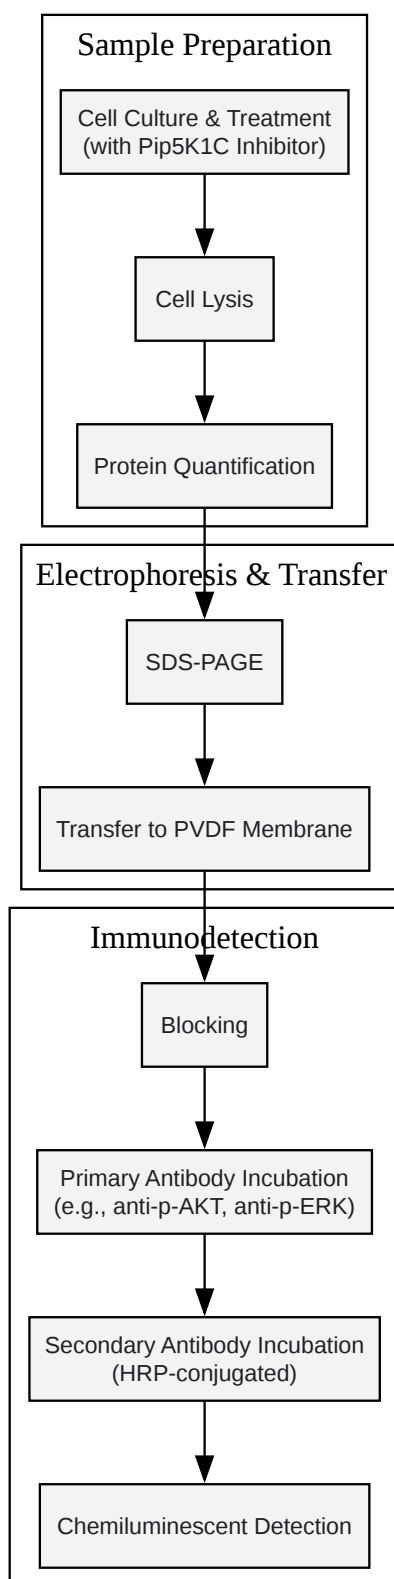 Sample Preparation
Cell Culture & Treatment
(with Pip5K1C Inhibitor)
Cell Lysis
Protein Quantification
Electrophoresis & Transfer
SDS-PAGE
Transfer to PVDF Membrane
Immunodetection
Blocking
Primary Antibody Incubation
(e.g., anti-p-AKT, anti-p-ERK)
Secondary Antibody Incubation
(HRP-conjugated)
Chemiluminescent Detection